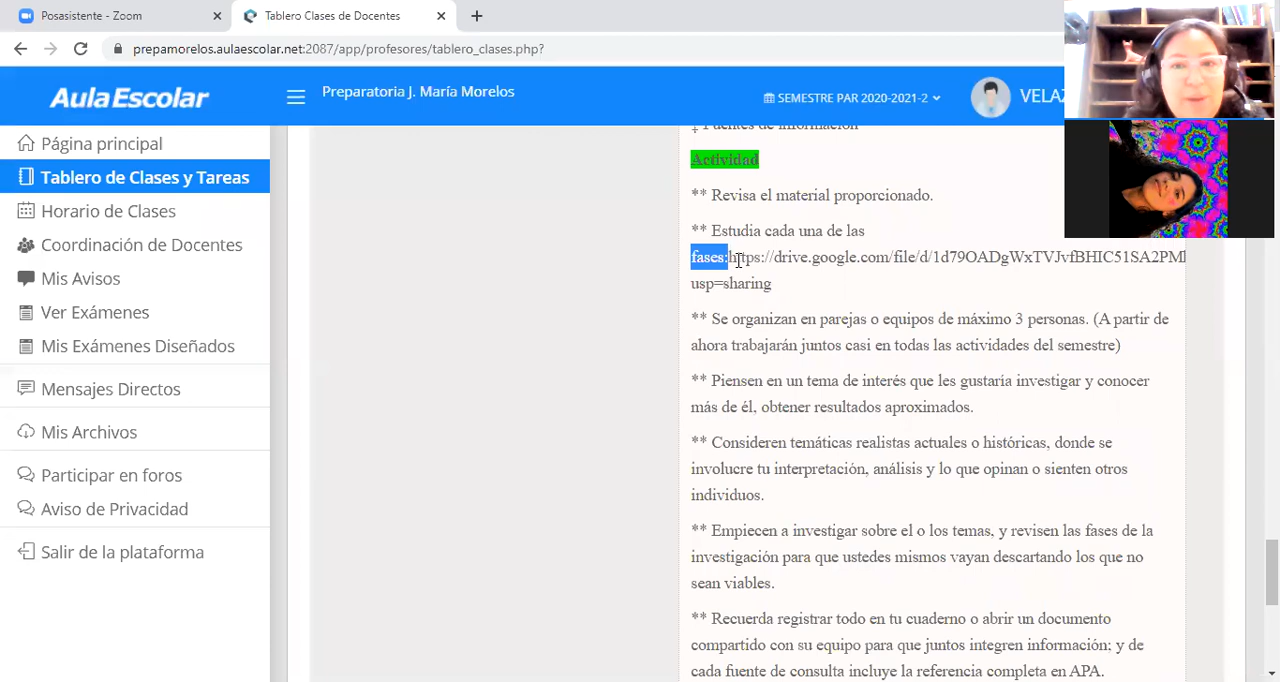 Posasistente - Zoom
Tablero Clases de Docentes
prepamorelos.aulaescolar.net:2087/app/profesores/tablero_clases.php?
AulaEscolar
Preparatoria J. María Morelos
SEMESTRE PAR 2020-2021-2
Página principal
Tablero de Clases y Tareas
Horario de Clases
Coordinación de Docentes
Mis Avisos
Ver Exámenes
Mis Exámenes Diseñados
Mensajes Directos
Mis Archivos
Participar en foros
Aviso de Privacidad
Salir de la plataforma
Fuentes de información
Actividad
** Revisa el material proporcionado.
** Estudia cada una de las
fases:https://drive.google.com/file/d/1d79OADgWxTVJvfBHIC51SA2PM
usp=sharing
** Se organizan en parejas o equipos de máximo 3 personas. (A partir de
ahora trabajarán juntos casi en todas las actividades del semestre)
** Piensen en un tema de interés que les gustaría investigar y conocer
más de él, obtener resultados aproximados.
** Consideren temáticas realistas actuales o históricas, donde se
involucre tu interpretación, análisis y lo que opinan o sienten otros
individuos.
** Empiecen a investigar sobre el o los temas, y revisen las fases de la
investigación para que ustedes mismos vayan descartando los que no
sean viables.
** Recuerda registrar todo en tu cuaderno o abrir un documento
compartido con su equipo para que juntos integren información; y de
cada fuente de consulta incluye la referencia completa en APA.